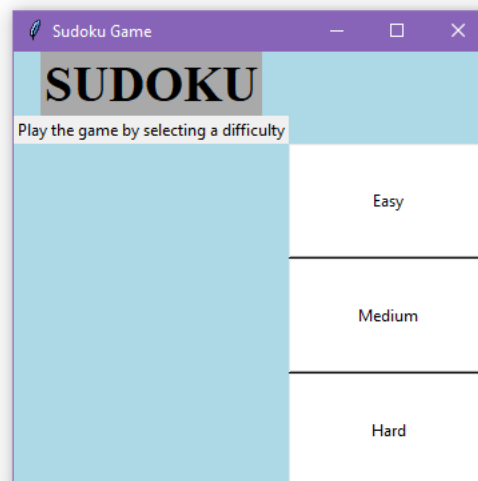 Sudoku Game
SUDOKU
Play the game by selecting a difficulty
Easy
Medium
Hard